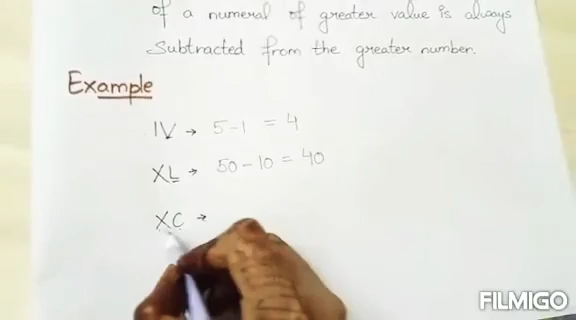 of a numeral of greater value is always
Subtracted from the greater number.
Example
IV → 5-1 = 4
XL → 50-10 = 40
XC →
FILMIGO